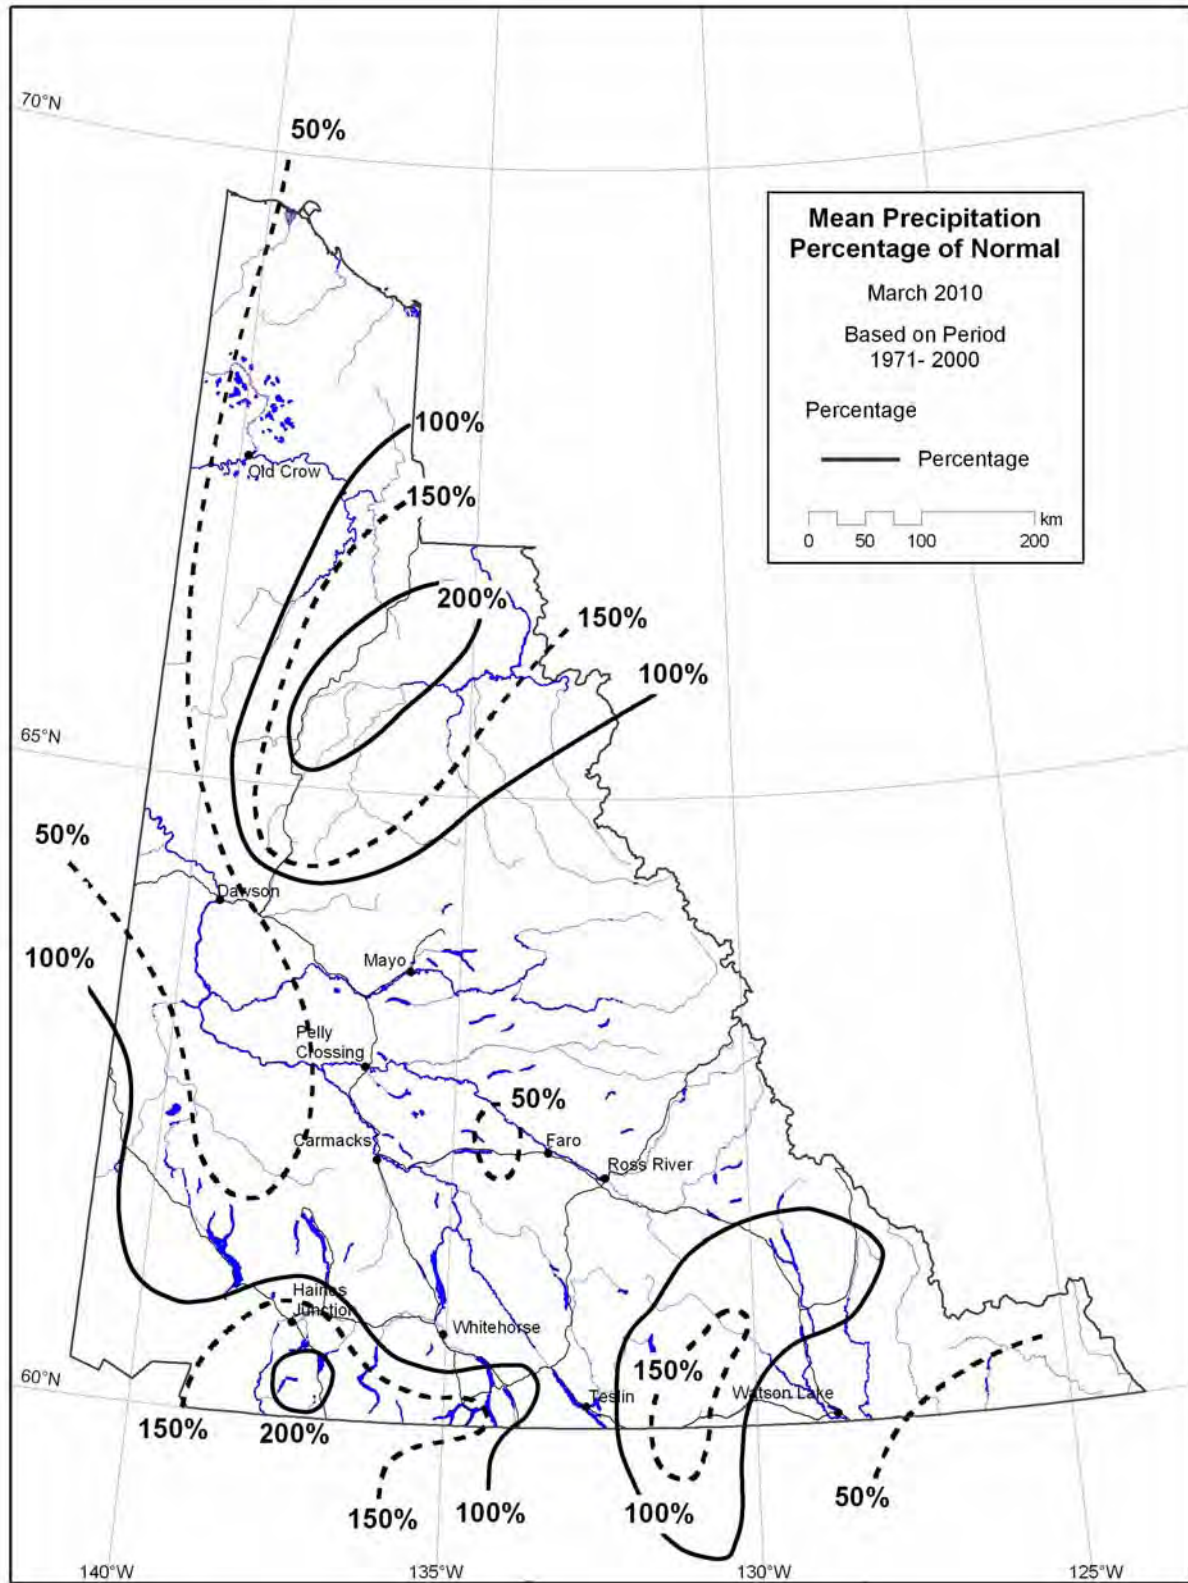 70°N
50%
Mean Precipitation
Percentage of Normal
March 2010
Based on Period
1971- 2000
Percentage
Percentage
km
0 50 100 200
100%
Old Crow
150%
200%
150%
100%
65°N
50%
Dawson
100%
Mayo
Pelly
Crossing
50%
Carmacks
Faro
Ross River
Haines
Junction
Whitehorse
150%
60°N
Teslin
Watson Lake
150%
200%
150%
100%
100%
50%
140°W
135°W
130°W
125°W